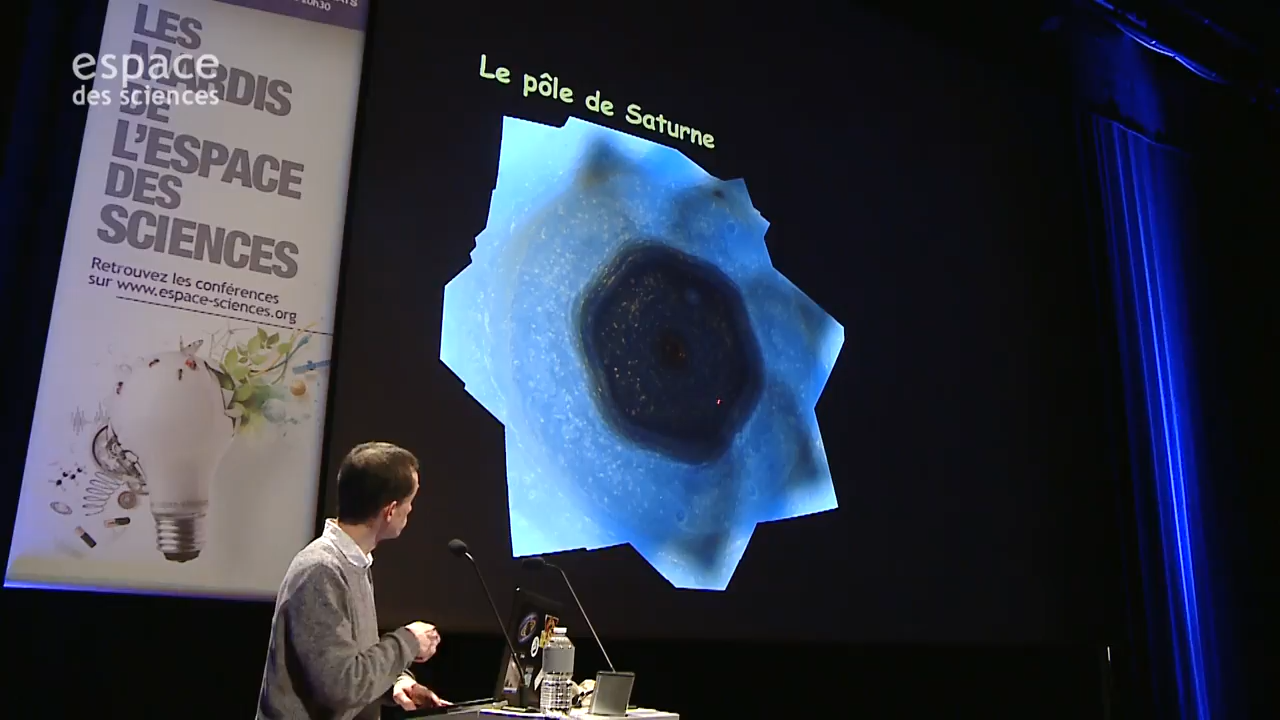 20h30
LES
MARDIS
DE
L'ESPACE
DES
SCIENCES
Retrouvez les conférences
sur www.espace-sciences.org
espace
des sciences
Le pôle de Saturne